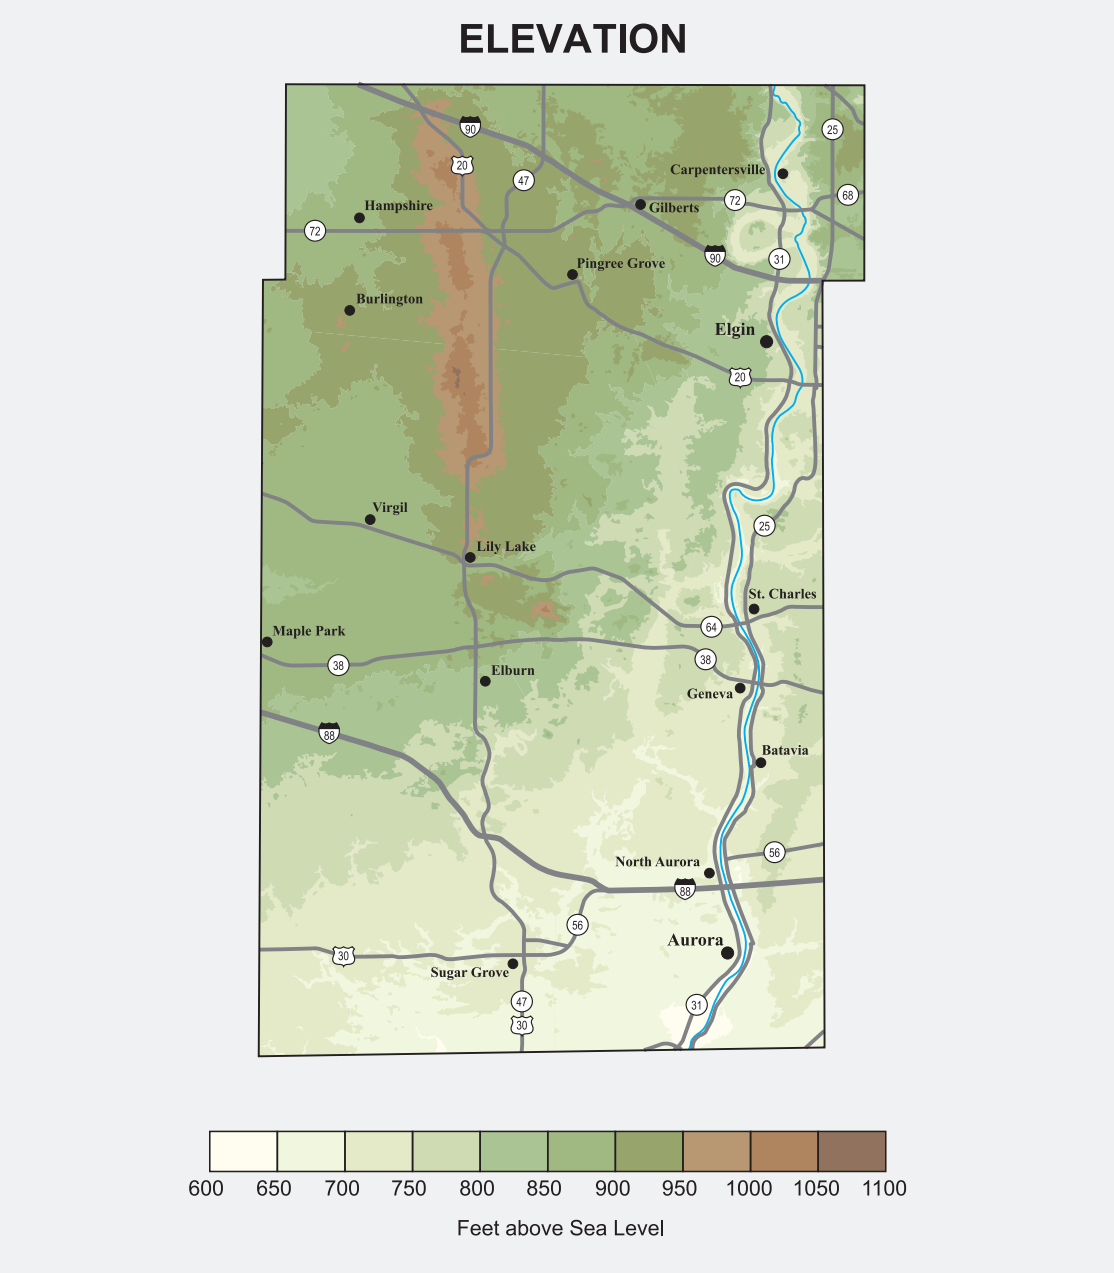 ELEVATION
90
25
20
Carpentersville
47
68
72
Hampshire
Gilberts
72
90
31
Pingree Grove
Burlington
Elgin
20
Virgil
25
Lily Lake
St. Charles
64
Maple Park
38
38
Elburn
Geneva
88
Batavia
56
North Aurora
88
56
Aurora
30
Sugar Grove
47
31
30
600 650 700 750 800 850 900 950 1000 1050 1100
Feet above Sea Level